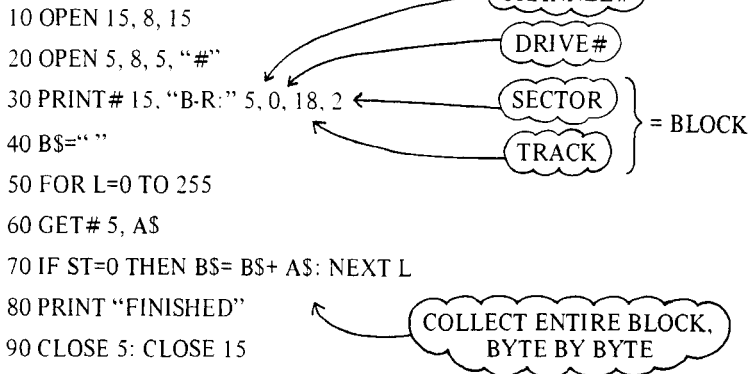 10 OPEN 15, 8, 15
DRIVE#
20 OPEN 5, 8, 5, “#”
30 PRINT# 15, “B-R:” 5, 0, 18, 2
SECTOR
= BLOCK
40 B$=“ ”
TRACK
50 FOR L=0 TO 255
60 GET# 5, A$
70 IF ST=0 THEN B$= B$+ A$: NEXT L
80 PRINT “FINISHED”
COLLECT ENTIRE BLOCK,
90 CLOSE 5: CLOSE 15
BYTE BY BYTE